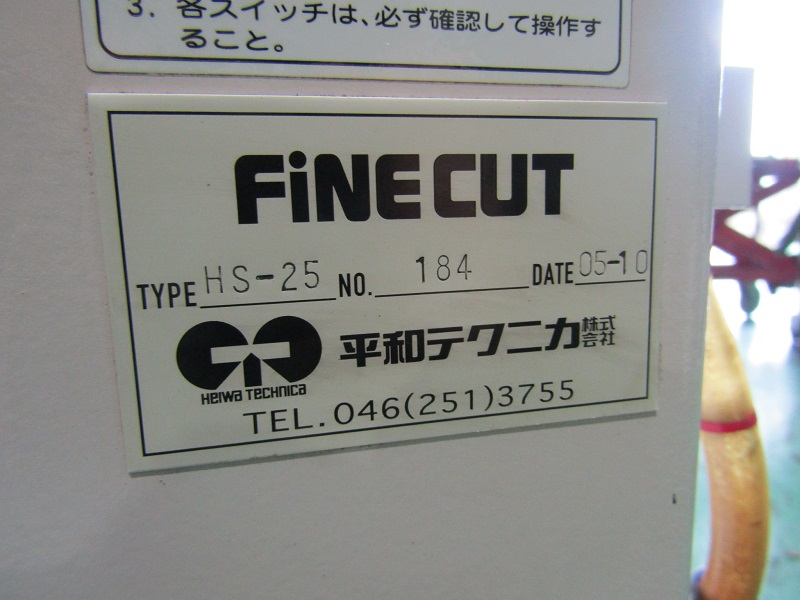 3. 各スイッチは、必ず確認して操作す
ること。
FiNE CUT
TYPE HS-25 NO. 184 DATE 05-10
HEIWA TECHNICA
平和テクニカ株式会社
TEL.046(251)3755